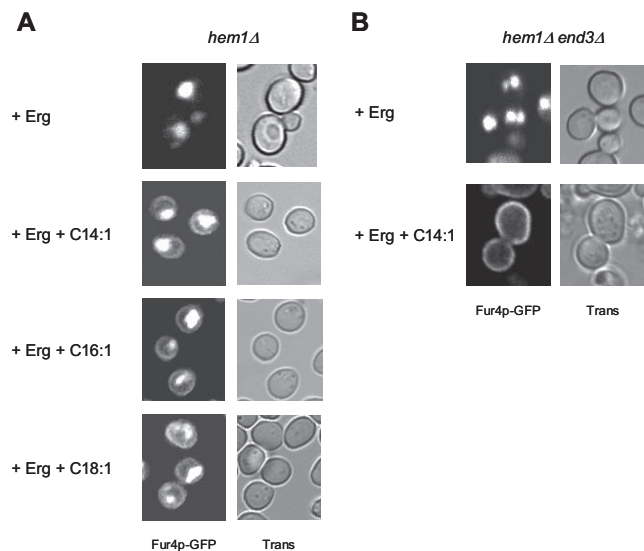 A
hem1Δ
+ Erg
+ Erg + C14:1
+ Erg + C16:1
+ Erg + C18:1
Fur4p-GFP Trans
B
hem1Δ end3Δ
+ Erg
+ Erg + C14:1
Fur4p-GFP Trans